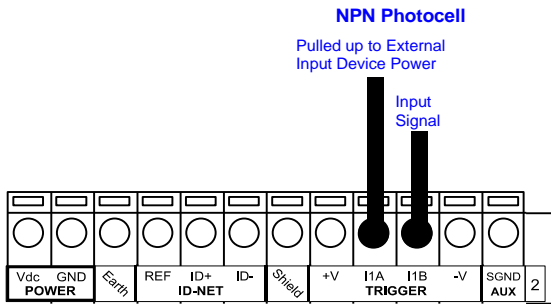 NPN Photocell
Pulled up to External
Input Device Power
Input
Signal
Vdc GND Earth REF ID+ ID- Shield +V I1A I1B -V SGND 2
POWER ID-NET TRIGGER AUX